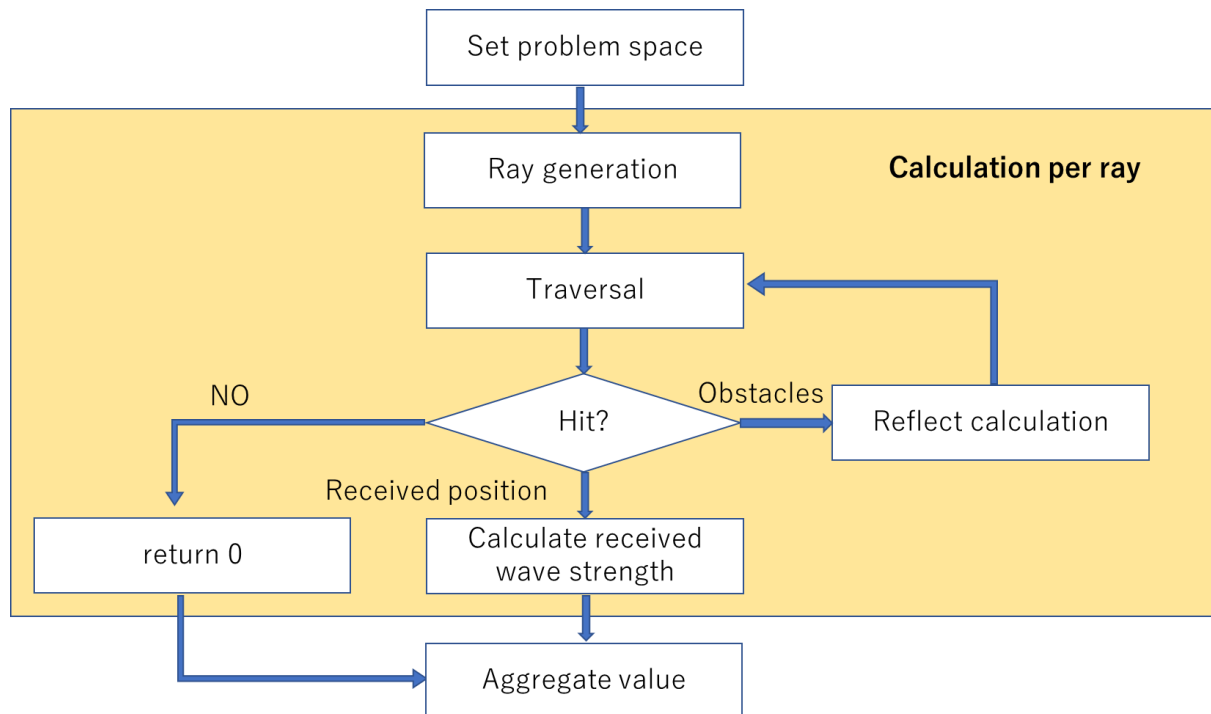 Set problem space
Ray generation
Calculation per ray
Traversal
NO
Hit?
Obstacles
Reflect calculation
Received position
return 0
Calculate received
wave strength
Aggregate value